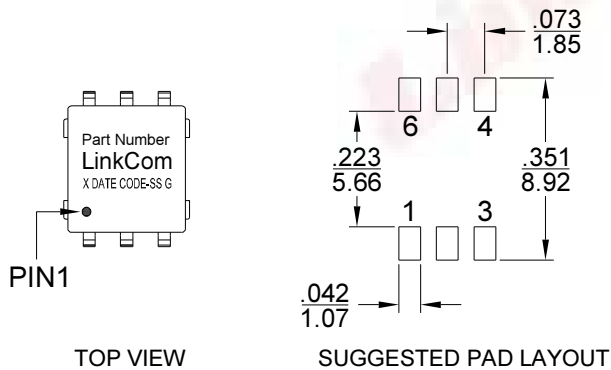 .073
1.85
6 4
Part Number
LinkCom
X DATE CODE-SS G
.223
5.66
.351
8.92
1 3
PIN1
.042
1.07
TOP VIEW
SUGGESTED PAD LAYOUT